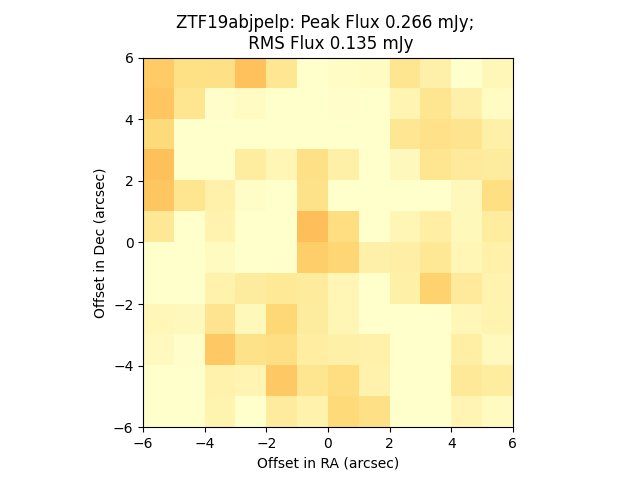 ZTF19abjpelp: Peak Flux 0.266 mJy;
RMS Flux 0.135 mJy
6
4
2
0
−2
−4
−6
Offset in Dec (arcsec)
−6 −4 −2 0 2 4 6
Offset in RA (arcsec)